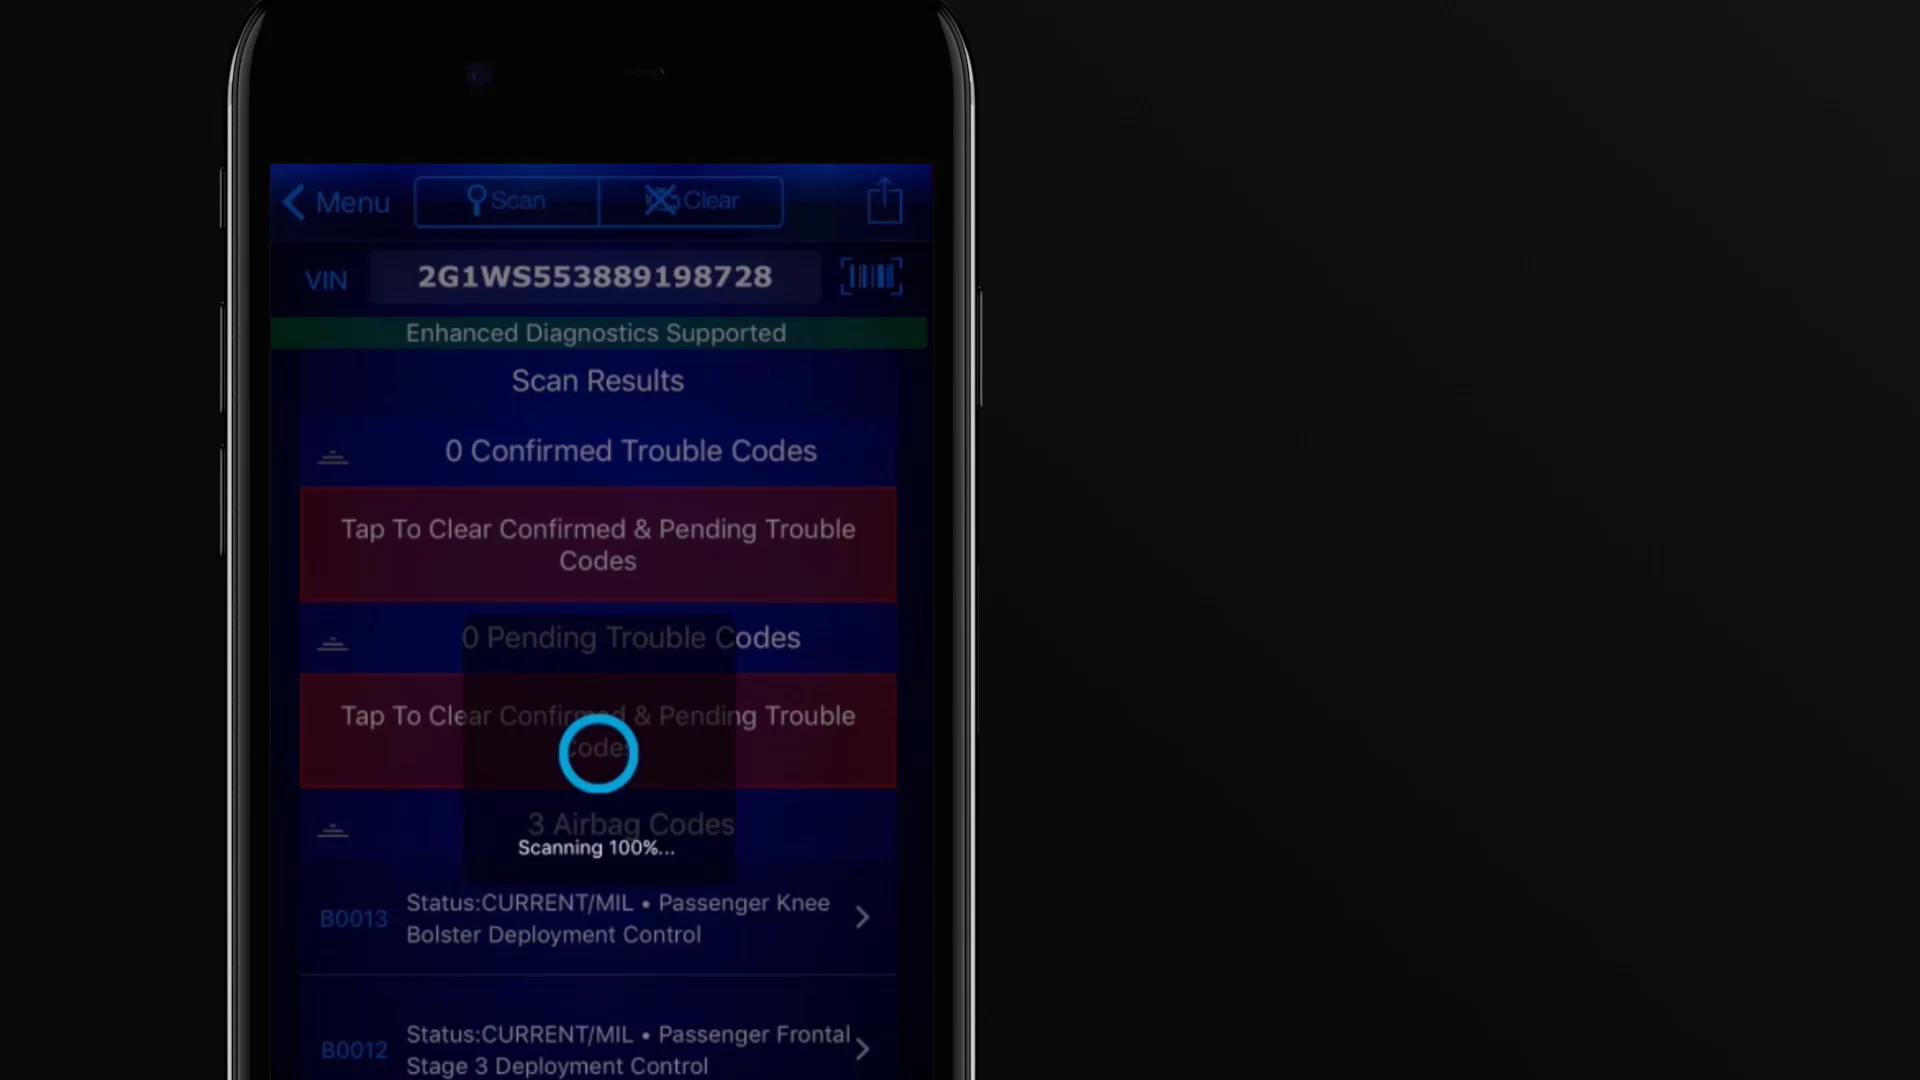 Menu Scan Clear
VIN 2G1WS553889198728
Enhanced Diagnostics Supported
Scan Results
0 Confirmed Trouble Codes
Tap To Clear Confirmed & Pending Trouble
Codes
0 Pending Trouble Codes
Tap To Clear Confirmed & Pending Trouble
Codes
3 Airbag Codes
Scanning 100%...
B0013 Status:CURRENT/MIL • Passenger Knee
Bolster Deployment Control
B0012 Status:CURRENT/MIL • Passenger Frontal
Stage 3 Deployment Control